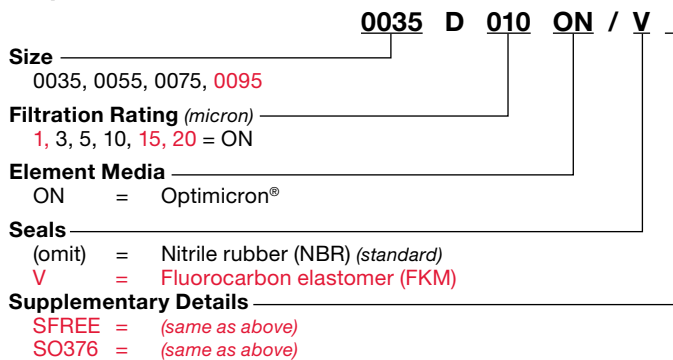 0035 D 010 ON / V
Size
0035, 0055, 0075, 0095
Filtration Rating (micron)
1, 3, 5, 10, 15, 20 = ON
Element Media
ON = Optimicron®
Seals
(omit) = Nitrile rubber (NBR) (standard)
V = Fluorocarbon elastomer (FKM)
Supplementary Details
SFREE = (same as above)
SO376 = (same as above)